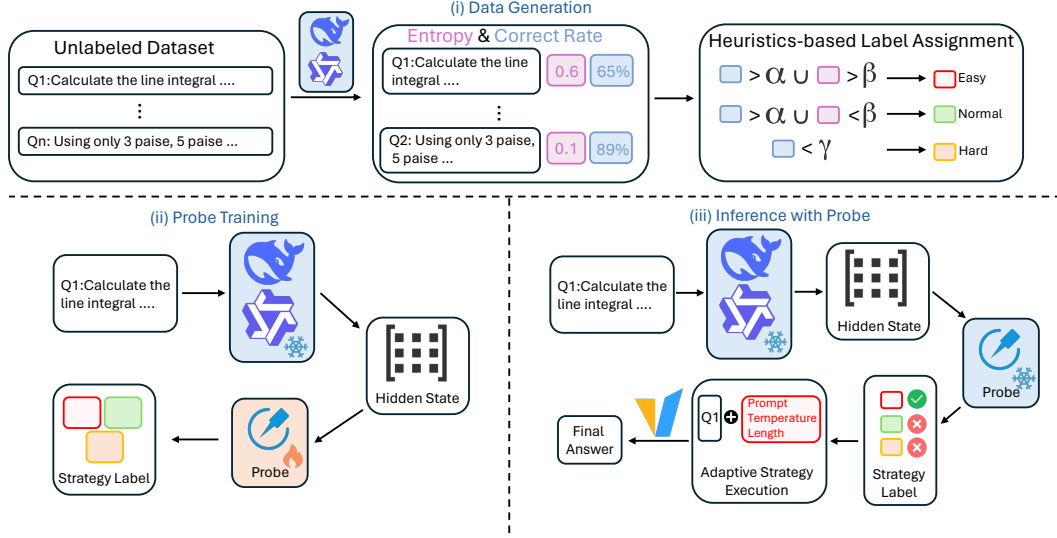 (i) Data Generation
Unlabeled Dataset
Q1:Calculate the line integral ....
⋮
Qn: Using only 3 paise, 5 paise ...
Entropy & Correct Rate
Q1:Calculate the line
integral ....
0.6
65%
⋮
Q2: Using only 3 paise,
5 paise ...
0.1
89%
Heuristics-based Label Assignment
> α ∪ > β
Easy
> α ∪ < β
Normal
< γ
Hard
(ii) Probe Training
Q1:Calculate the
line integral ....
Hidden State
Probe
Strategy Label
(iii) Inference with Probe
Q1:Calculate the
line integral ....
Hidden State
Probe
Strategy
Label
Q1
Prompt
Temperature
Length
Adaptive Strategy
Execution
Final
Answer